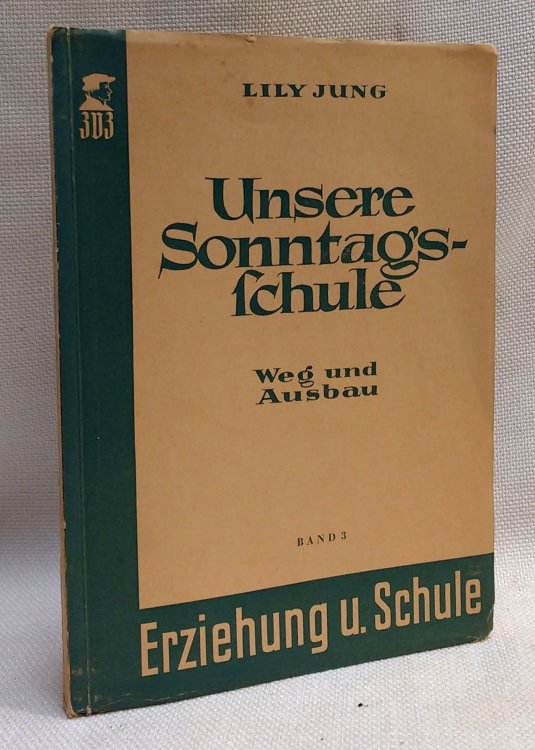 LILY JUNG
3D3
Unsere
Sonntags-
ſchule
Weg und
Ausbau
BAND 3
Erziehung u. Schule